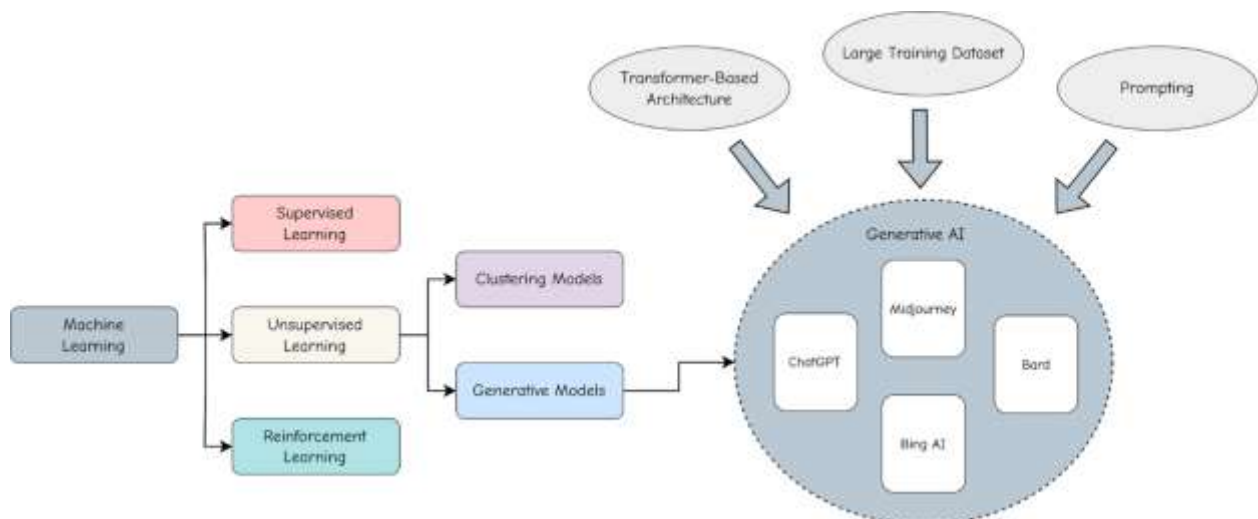 Large Training Dataset
Transformer-Based
Architecture
Prompting
Supervised
Learning
Generative AI
Clustering Models
Midjourney
Machine
Learning
Unsupervised
Learning
ChatGPT
Bard
Generative Models
Reinforcement
Learning
Bing AI